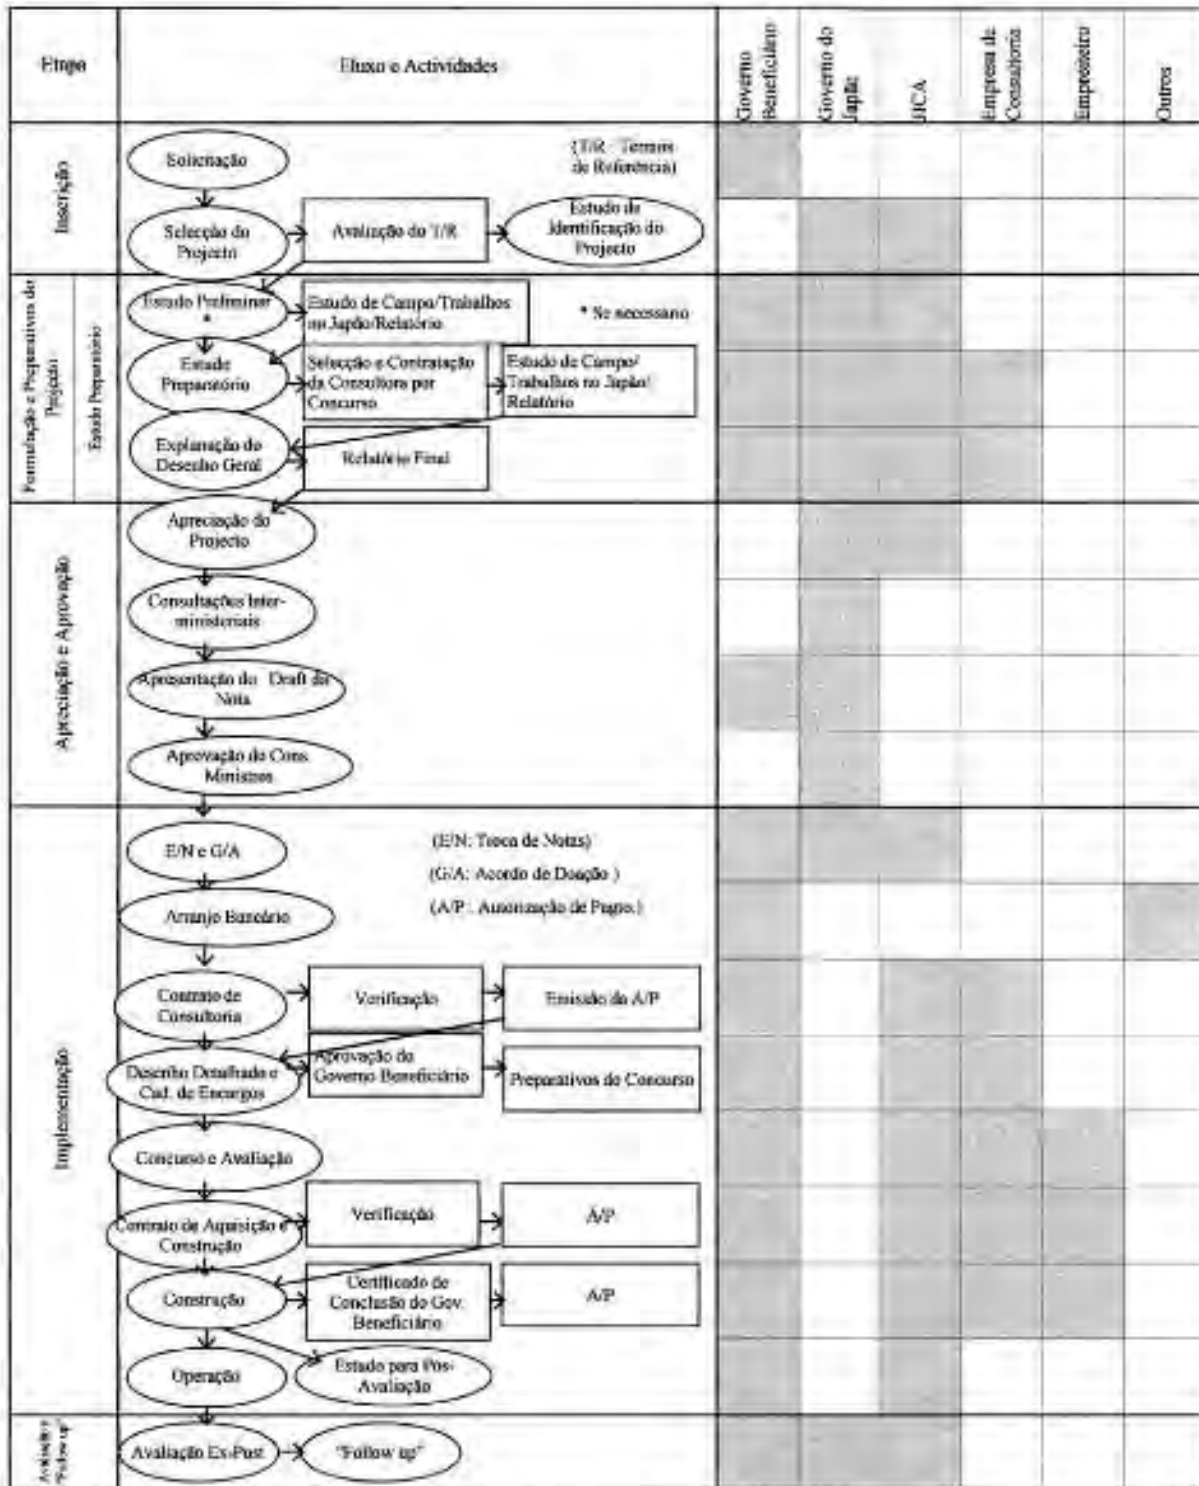 Etapa
Fluxo e Actividades
Governo
Beneficiário
Governo do
Japão
JICA
Empresa de
Consultoria
Empreiteiro
Outros
Inscrição
Solicitação
(T/R : Termos
de Referência)
Selecção do
Projecto
Avaliação do T/R
Estudo de
Identificação do
Projecto
Formulação e Preparativos do
Projecto
Estudo Preparatório
Estudo Preliminar
*
Estudo de Campo/Trabalhos
no Japão/Relatório
* Se necessário
Estudo
Preparatório
Selecção e Contratação
da Consultora por
Concurso
Estudo de Campo/
Trabalhos no Japão/
Relatório
Explanação do
Desenho Geral
Relatório Final
Apreciação e Aprovação
Apreciação do
Projecto
Consultações Inter-
ministeriais
Apresentação do Draft da
Nota
Aprovação do Cons.
Ministros
Implementação
E/N e G/A
(E/N: Troca de Notas)
(G/A: Acordo de Doação )
(A/P : Autorização de Pagto.)
Arranjo Bancário
Contrato de
Consultoria
Verificação
Emissão da A/P
Desenho Detalhado e
Cad. de Encargos
Aprovação do
Governo Beneficiário
Preparativos do Concurso
Concurso e Avaliação
Contrato de Aquisição e
Construção
Verificação
A/P
Construção
Certificado de
Conclusão do Gov.
Beneficiário
A/P
Operação
Estudo para Pós-
Avaliação
Avaliação e
"Follow up"
Avaliação Ex-Post
"Follow up"